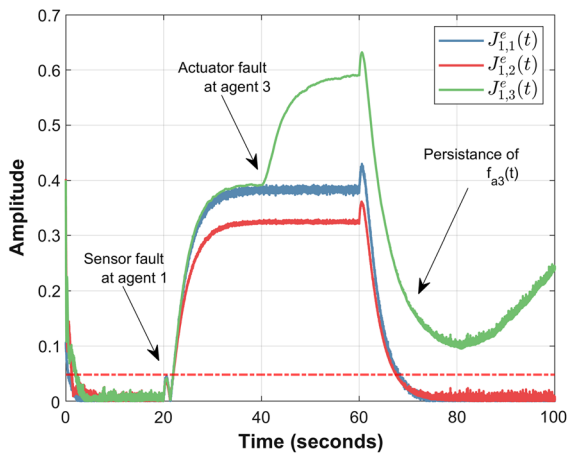 0.7
0.6
0.5
0.4
0.3
0.2
0.1
0
0 20 40 60 80 100
Amplitude
Time (seconds)
Actuator fault
at agent 3
Sensor fault
at agent 1
Persistance of
f_{a3}(t)
J^e_{1,1}(t)
J^e_{1,2}(t)
J^e_{1,3}(t)